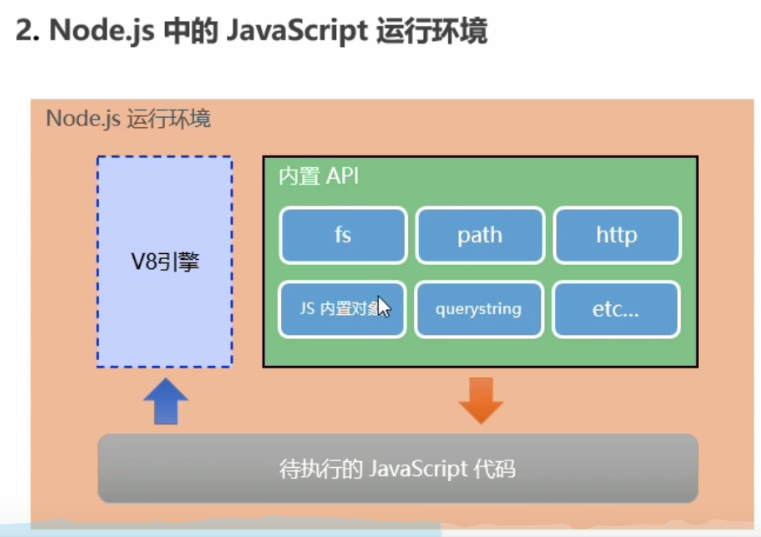 2. Node.js 中的 JavaScript 运行环境
Node.js 运行环境
V8引擎
内置 API
fs
path
http
JS 内置对象
querystring
etc...
待执行的 JavaScript 代码